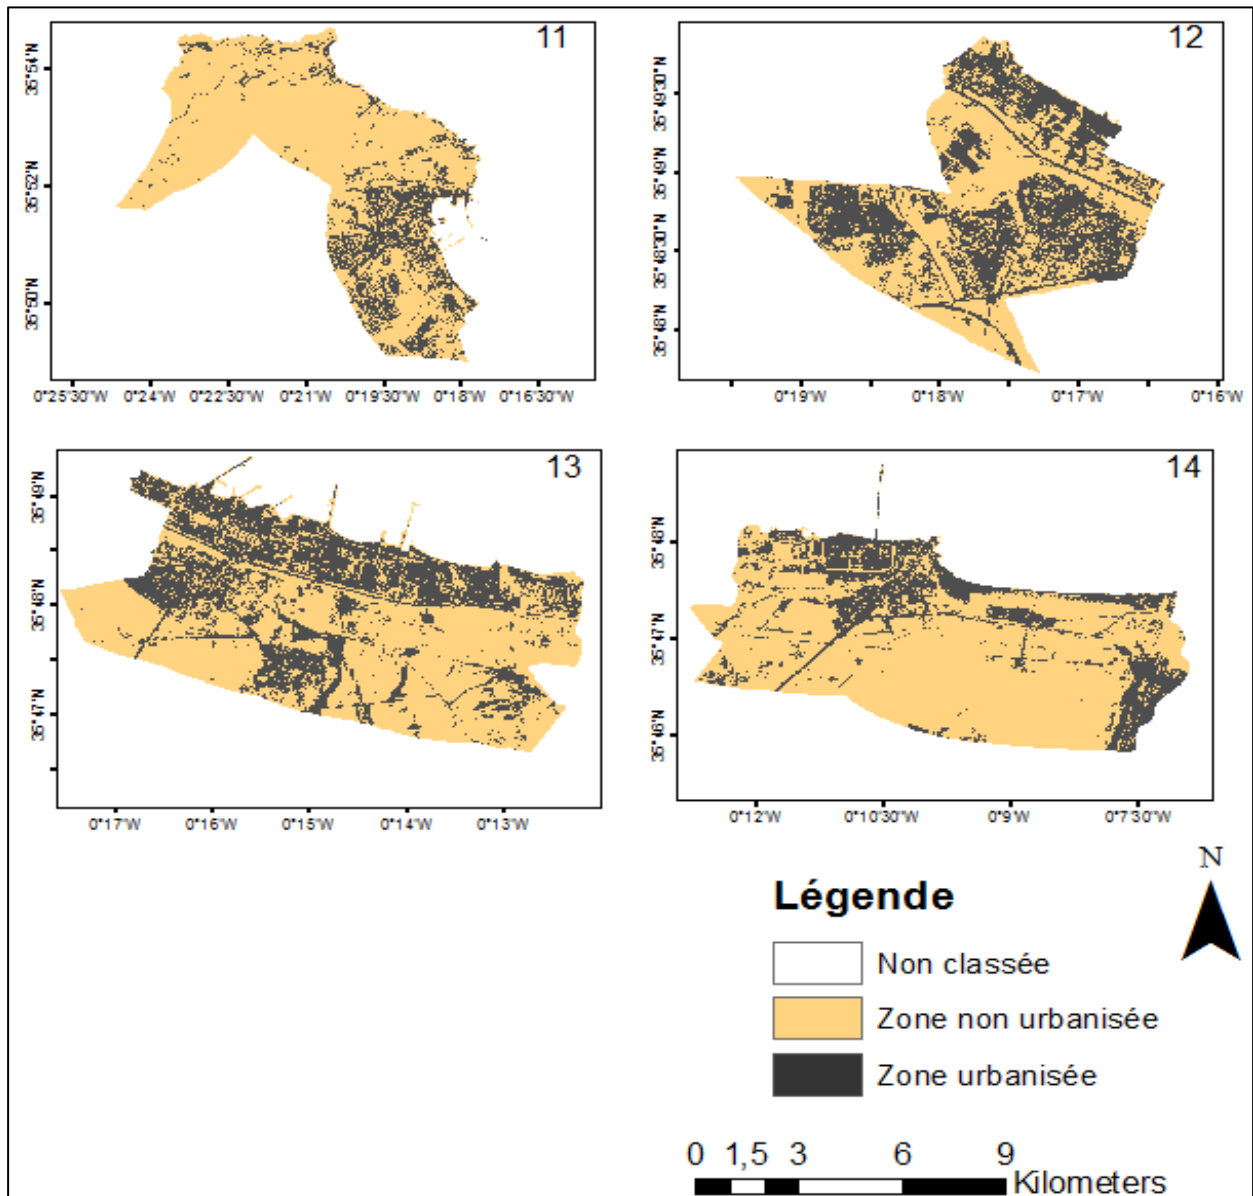 11
35°54'N
35°52'N
35°50'N
0°25'30"W 0°24'W 0°22'30"W 0°21'W 0°19'30"W 0°18'W 0°16'30"W
12
35°49'30"N
35°49'N
35°48'30"N
35°48'N
0°19'W 0°18'W 0°17'W 0°16'W
13
35°49'N
35°48'N
35°47'N
0°17'W 0°16'W 0°15'W 0°14'W 0°13'W
14
35°48'N
35°47'N
35°46'N
0°12'W 0°10'30"W 0°9'W 0°7'30"W
N
Légende
Non classée
Zone non urbanisée
Zone urbanisée
0 1,5 3 6 9
Kilometers